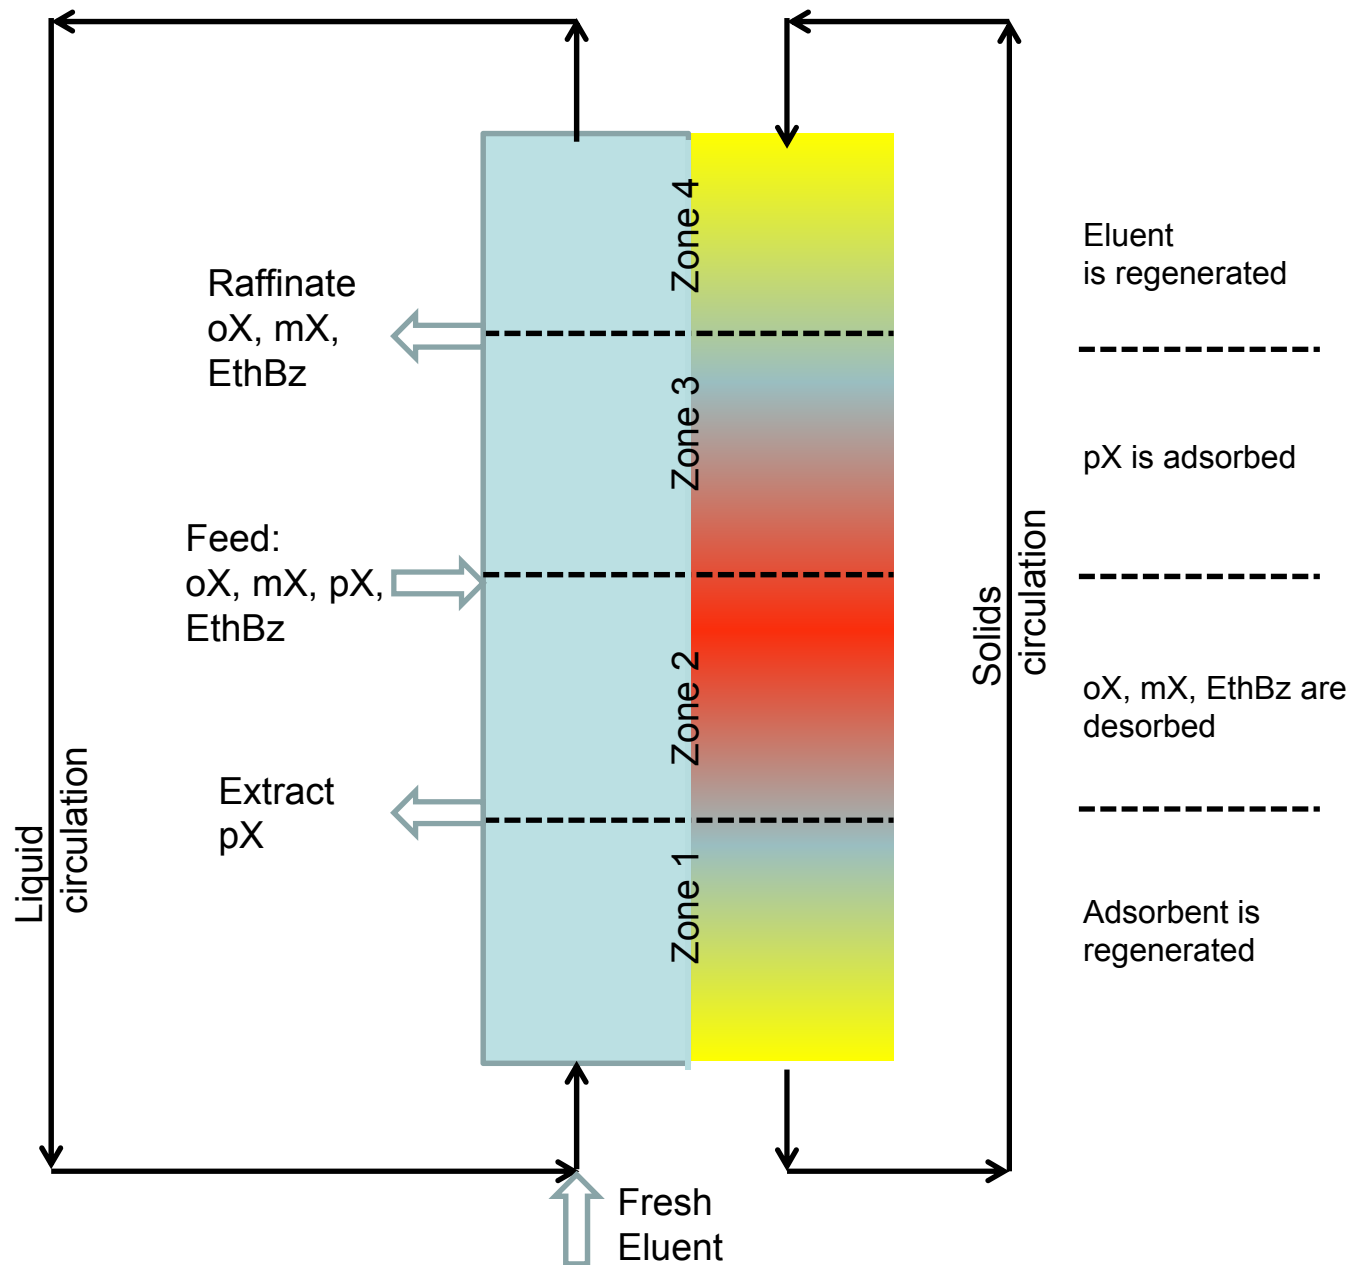 Zone 4
Eluent
is regenerated
Raffinate
oX, mX,
EthBz
Zone 3
pX is adsorbed
Feed:
oX, mX, pX,
EthBz
Solids
circulation
Zone 2
oX, mX, EthBz are
desorbed
Extract
pX
Liquid
circulation
Zone 1
Adsorbent is
regenerated
Fresh
Eluent